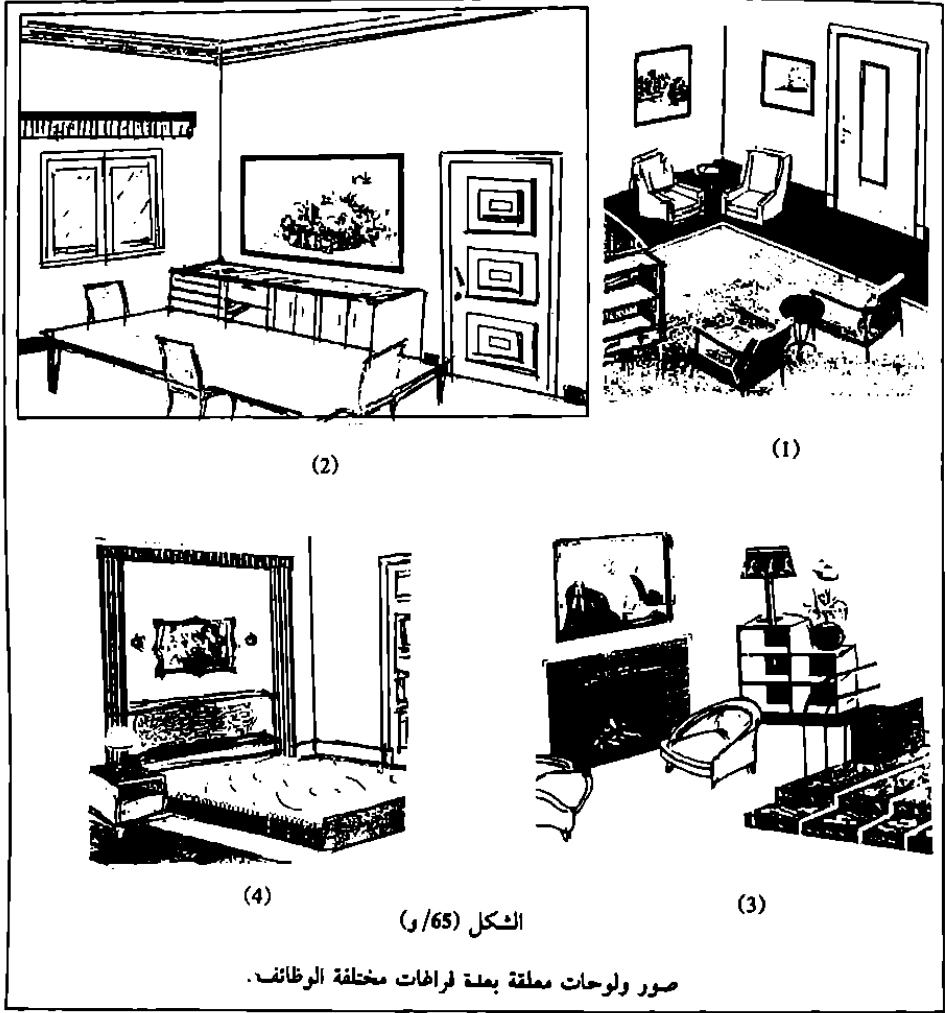 (1)
(2)
(3)
(4)
الشكل (65/ و)
صور ولوحات معلقة بعدة فراغات مختلفة الوظائف.